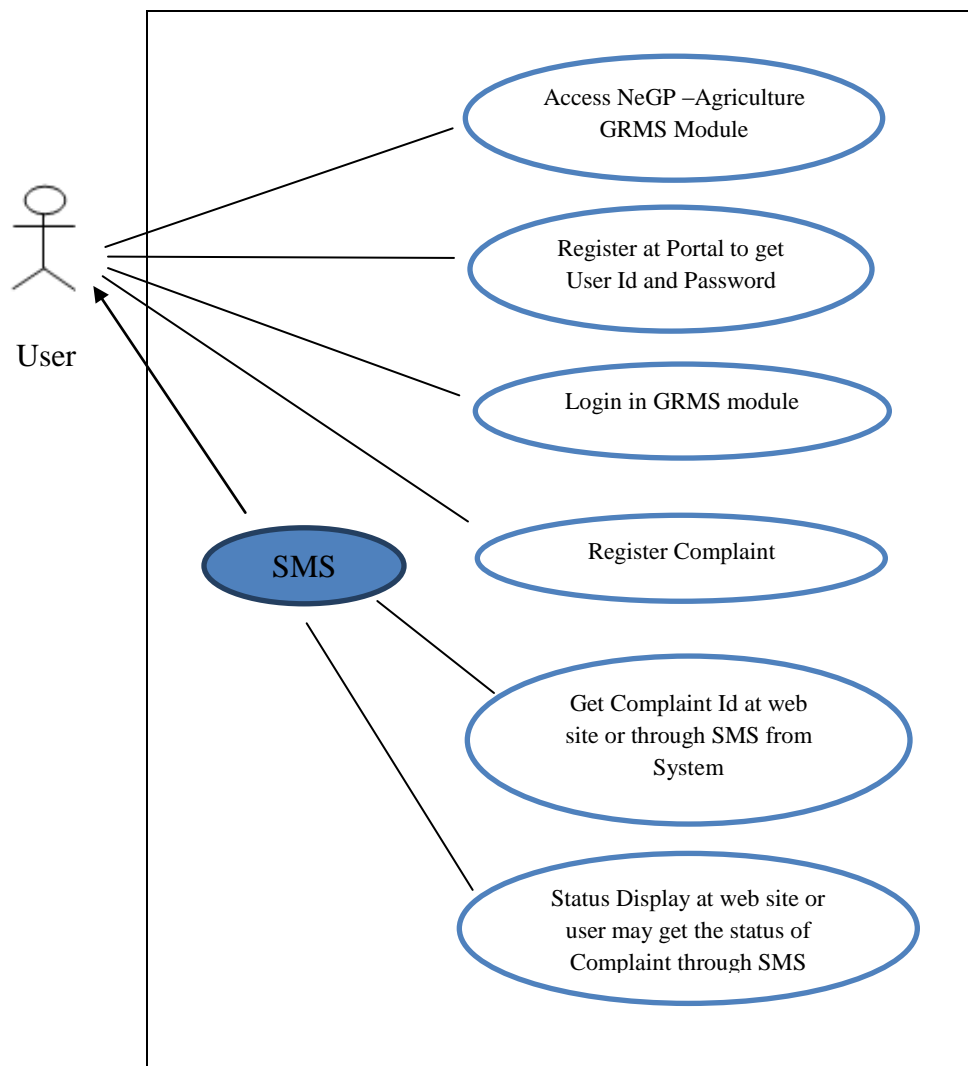 Access NeGP –Agriculture
GRMS Module
Register at Portal to get
User Id and Password
User
Login in GRMS module
Register Complaint
SMS
Get Complaint Id at web
site or through SMS from
System
Status Display at web site or
user may get the status of
Complaint through SMS